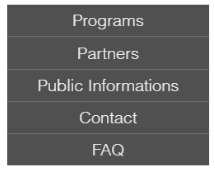 Programs
Partners
Public Informations
Contact
FAQ